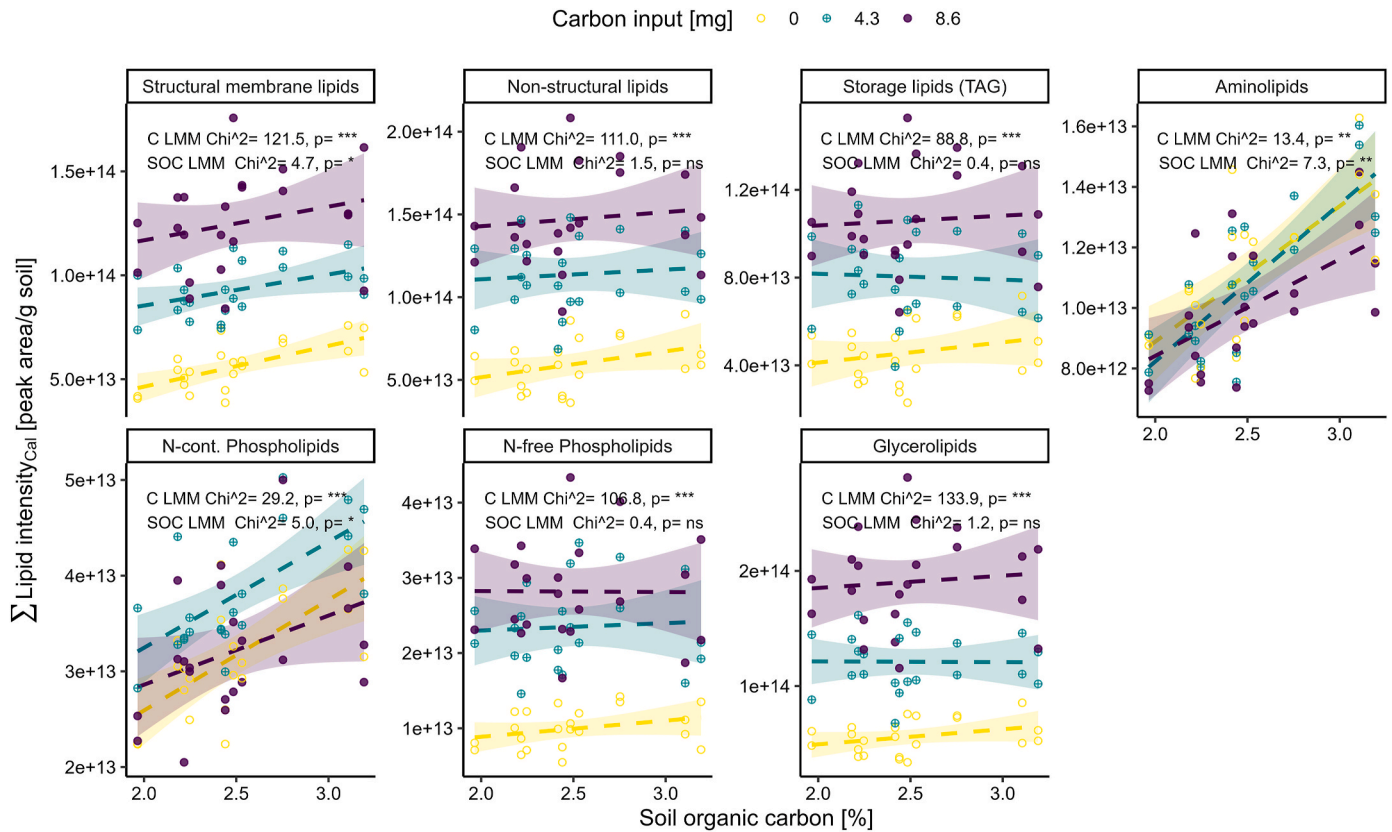 Carbon input [mg] 0 4.3 8.6
Structural membrane lipids
C LMM Chi^2= 121.5, p= ***
SOC LMM Chi^2= 4.7, p= *
1.5e+14
1.0e+14
5.0e+13
Non-structural lipids
C LMM Chi^2= 111.0, p= ***
SOC LMM Chi^2= 1.5, p= ns
2.0e+14
1.5e+14
1.0e+14
5.0e+13
Storage lipids (TAG)
C LMM Chi^2= 88.8, p= ***
SOC LMM Chi^2= 0.4, p= ns
1.2e+14
8.0e+13
4.0e+13
Aminolipids
C LMM Chi^2= 13.4, p= **
SOC LMM Chi^2= 7.3, p= **
1.6e+13
1.4e+13
1.2e+13
1.0e+13
8.0e+12
2.0 2.5 3.0
N-cont. Phospholipids
C LMM Chi^2= 29.2, p= ***
SOC LMM Chi^2= 5.0, p= *
5e+13
4e+13
3e+13
2e+13
2.0 2.5 3.0
N-free Phospholipids
C LMM Chi^2= 106.8, p= ***
SOC LMM Chi^2= 0.4, p= ns
4e+13
3e+13
2e+13
1e+13
2.0 2.5 3.0
Glycerolipids
C LMM Chi^2= 133.9, p= ***
SOC LMM Chi^2= 1.2, p= ns
2e+14
1e+14
2.0 2.5 3.0
∑ Lipid intensity_Cal [peak area/g soil]
Soil organic carbon [%]